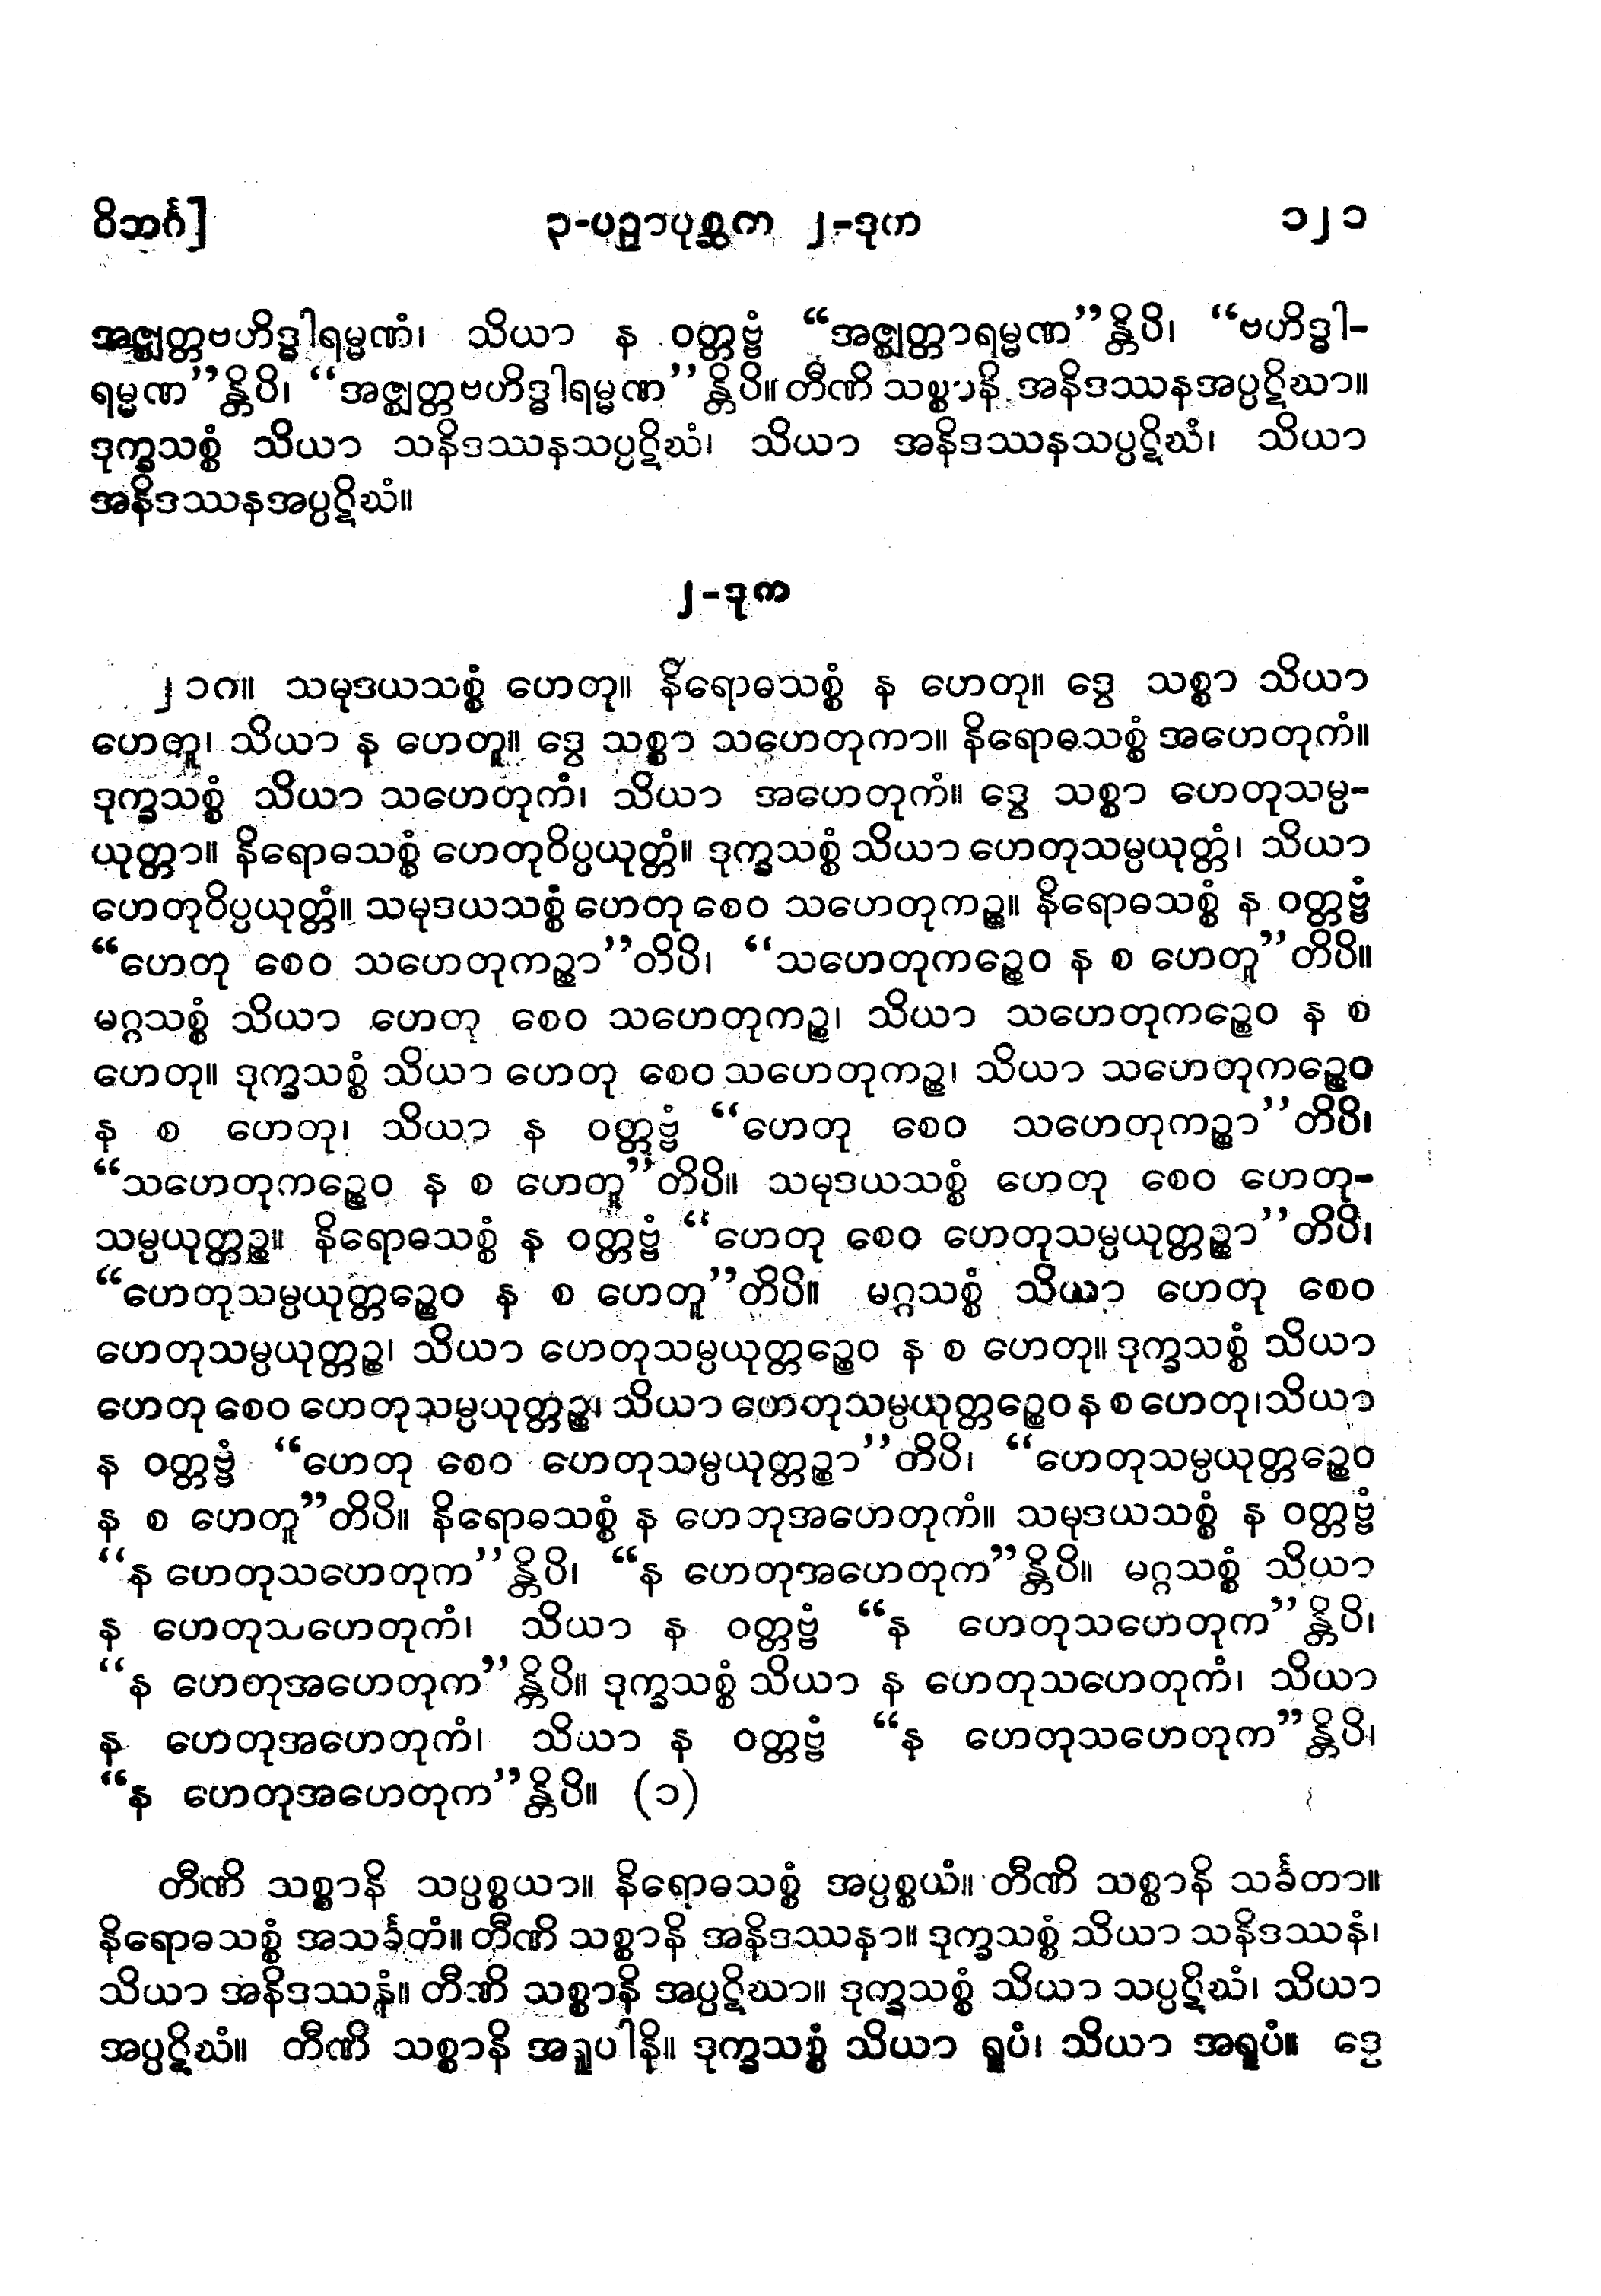 ဝိဘင်္ဂ] ၃-ပဉှာပုစ္ဆက ၂-ဒုက ၁၂၁
အဇ္ဈတ္တဗဟိဒ္ဓါရမ္မဏံ၊ သိယာ န ဝတ္တဗ္ဗံ “အဇ္ဈတ္တာရမ္မဏ”န္တိပိ၊ “ဗဟိဒ္ဓါ-
ရမ္မဏ”န္တိပိ၊ “အဇ္ဈတ္တဗဟိဒ္ဓါရမ္မဏ”န္တိပိ။ တီဏိ သစ္စာနိ အနိဒဿနအပ္ပဋိဃာ။
ဒုက္ခသစ္စံ သိယာ သနိဒဿနသပ္ပဋိဃံ၊ သိယာ အနိဒဿနသပ္ပဋိဃံ၊ သိယာ
အနိဒဿနအပ္ပဋိဃံ။
၂-ဒုက
၂၁၈။ သမုဒယသစ္စံ ဟေတု။ နိရောဓသစ္စံ န ဟေတု။ ဒွေ သစ္စာ သိယာ
ဟေတူ၊ သိယာ န ဟေတူ။ ဒွေ သစ္စာ သဟေတုကာ။ နိရောဓသစ္စံ အဟေတုကံ။
ဒုက္ခသစ္စံ သိယာ သဟေတုကံ၊ သိယာ အဟေတုကံ။ ဒွေ သစ္စာ ဟေတုသမ္ပ-
ယုတ္တာ။ နိရောဓသစ္စံ ဟေတုဝိပ္ပယုတ္တံ။ ဒုက္ခသစ္စံ သိယာ ဟေတုသမ္ပယုတ္တံ၊ သိယာ
ဟေတုဝိပ္ပယုတ္တံ။ သမုဒယသစ္စံ ဟေတု စေဝ သဟေတုကဉ္စ။ နိရောဓသစ္စံ န ဝတ္တဗ္ဗံ
“ဟေတု စေဝ သဟေတုကဉ္စာ”တိပိ၊ “သဟေတုကဉ္စေဝ န စ ဟေတူ”တိပိ။
မဂ္ဂသစ္စံ သိယာ ဟေတု စေဝ သဟေတုကဉ္စ၊ သိယာ သဟေတုကဉ္စေဝ န စ
ဟေတု။ ဒုက္ခသစ္စံ သိယာ ဟေတု စေဝ သဟေတုကဉ္စ၊ သိယာ သဟေတုကဉ္စေဝ
န စ ဟေတု၊ သိယာ န ဝတ္တဗ္ဗံ “ဟေတု စေဝ သဟေတုကဉ္စာ”တိပိ၊
“သဟေတုကဉ္စေဝ န စ ဟေတူ”တိပိ။ သမုဒယသစ္စံ ဟေတု စေဝ ဟေတု-
သမ္ပယုတ္တဉ္စ။ နိရောဓသစ္စံ န ဝတ္တဗ္ဗံ “ဟေတု စေဝ ဟေတုသမ္ပယုတ္တဉ္စာ”တိပိ၊
“ဟေတုသမ္ပယုတ္တဉ္စေဝ န စ ဟေတူ”တိပိ။ မဂ္ဂသစ္စံ သိယာ ဟေတု စေဝ
ဟေတုသမ္ပယုတ္တဉ္စ၊ သိယာ ဟေတုသမ္ပယုတ္တဉ္စေဝ န စ ဟေတု။ ဒုက္ခသစ္စံ သိယာ
ဟေတု စေဝ ဟေတုသမ္ပယုတ္တဉ္စ၊ သိယာ ဟေတုသမ္ပယုတ္တဉ္စေဝ န စ ဟေတု၊ သိယာ
န ဝတ္တဗ္ဗံ “ဟေတု စေဝ ဟေတုသမ္ပယုတ္တဉ္စာ”တိပိ၊ “ဟေတုသမ္ပယုတ္တဉ္စေဝ
န စ ဟေတူ”တိပိ။ နိရောဓသစ္စံ န ဟေတုအဟေတုကံ။ သမုဒယသစ္စံ န ဝတ္တဗ္ဗံ
“န ဟေတုသဟေတုက”န္တိပိ၊ “န ဟေတုအဟေတုက”န္တိပိ။ မဂ္ဂသစ္စံ သိယာ
န ဟေတုသဟေတုကံ၊ သိယာ န ဝတ္တဗ္ဗံ “န ဟေတုသဟေတုက”န္တိပိ၊
“န ဟေတုအဟေတုက”န္တိပိ။ ဒုက္ခသစ္စံ သိယာ န ဟေတုသဟေတုကံ၊ သိယာ
န ဟေတုအဟေတုကံ၊ သိယာ န ဝတ္တဗ္ဗံ “န ဟေတုသဟေတုက”န္တိပိ၊
“န ဟေတုအဟေတုက”န္တိပိ။ (၁)
တီဏိ သစ္စာနိ သပ္ပစ္စယာ။ နိရောဓသစ္စံ အပ္ပစ္စယံ။ တီဏိ သစ္စာနိ သင်္ခတာ။
နိရောဓသစ္စံ အသင်္ခတံ။ တီဏိ သစ္စာနိ အနိဒဿနာ။ ဒုက္ခသစ္စံ သိယာ သနိဒဿနံ၊
သိယာ အနိဒဿနံ။ တီဏိ သစ္စာနိ အပ္ပဋိဃာ။ ဒုက္ခသစ္စံ သိယာ သပ္ပဋိဃံ၊ သိယာ
အပ္ပဋိဃံ။ တီဏိ သစ္စာနိ အရူပါနိ။ ဒုက္ခသစ္စံ သိယာ ရူပံ၊ သိယာ အရူပံ။ ဒွေ